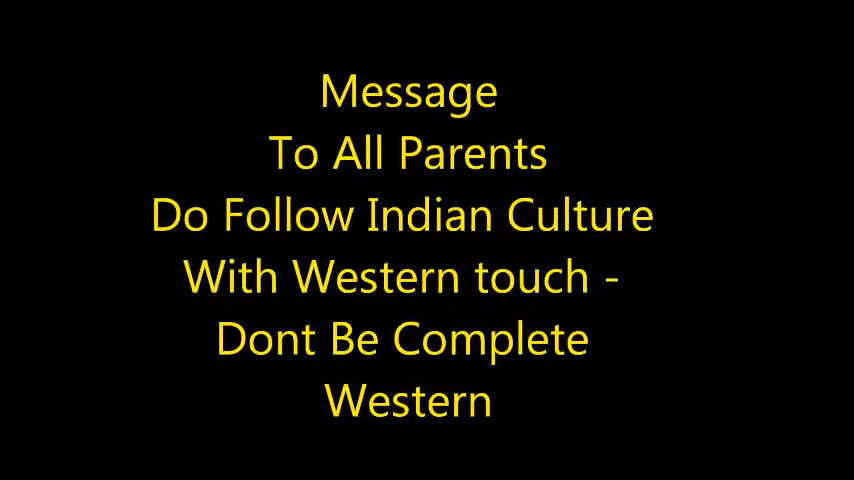 Message
To All Parents
Do Follow Indian Culture
With Western touch -
Dont Be Complete
Western